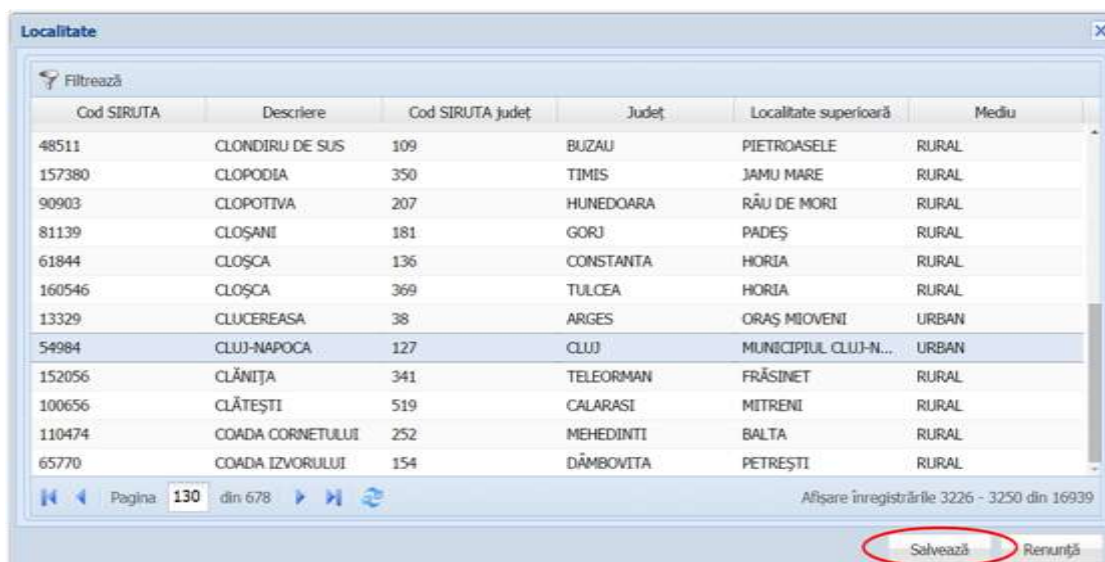 Localitate
Filtrează
Cod SIRUTA Descriere Cod SIRUTA județ Județ Localitate superioară Mediu
48511 CLONDIRU DE SUS 109 BUZAU PIETROASELE RURAL
157380 CLOPODIA 350 TIMIS JAMU MARE RURAL
90903 CLOPOTIVA 207 HUNEDOARA RÂU DE MORI RURAL
81139 CLOȘANI 181 GORJ PADEȘ RURAL
61844 CLOȘCA 136 CONSTANTA HORIA RURAL
160546 CLOȘCA 369 TULCEA HORIA RURAL
13329 CLUCEREASA 38 ARGES ORAȘ MIOVENI URBAN
54984 CLUJ-NAPOCA 127 CLUJ MUNICIPIUL CLUJ-N... URBAN
152056 CLĂNIȚA 341 TELEORMAN FRĂSINET RURAL
100656 CLĂTEȘTI 519 CALARASI MITRENI RURAL
110474 COADA CORNETULUI 252 MEHEDINTI BALTA RURAL
65770 COADA IZVORULUI 154 DÂMBOVITA PETREȘTI RURAL
Pagina 130 din 678 Afișare înregistrările 3226 - 3250 din 16939
Salvează Renunță